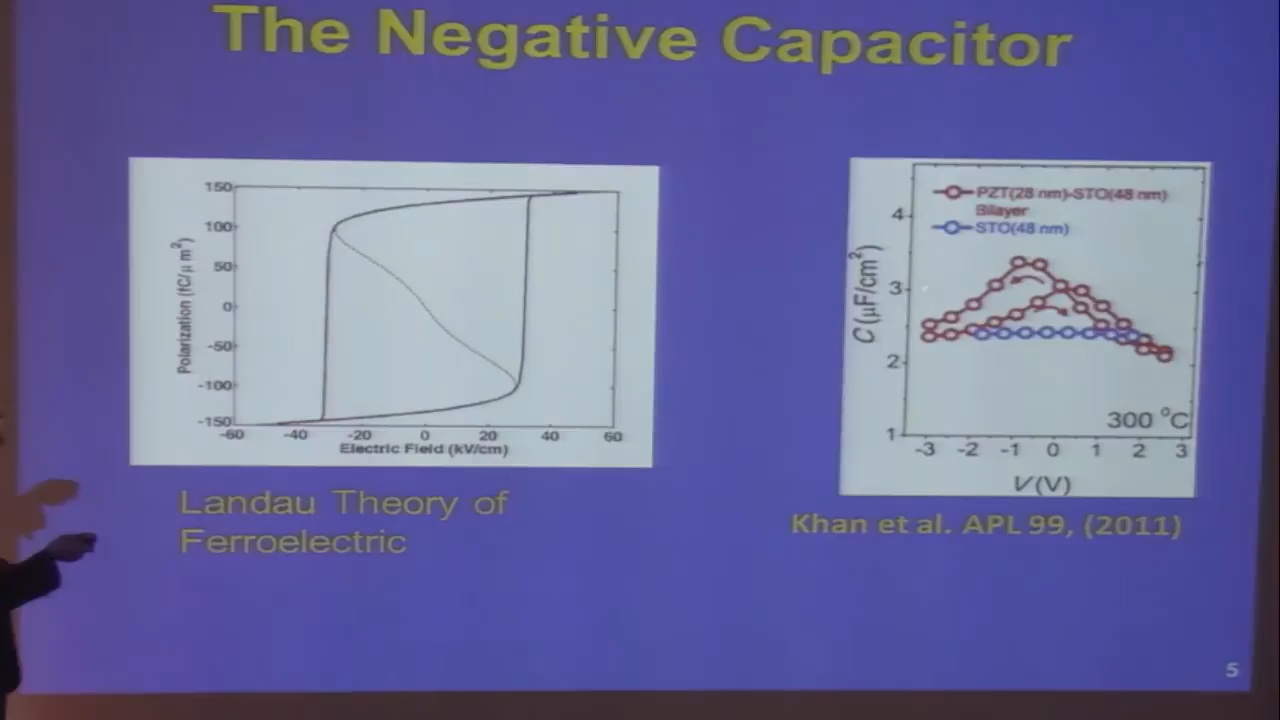 The Negative Capacitor
150
100
50
0
-50
-100
-150
-60 -40 -20 0 20 40 60
Polarization (fC/μm²)
Electric Field (kV/cm)
Landau Theory of
Ferroelectric
PZT(28 nm)-STO(48 nm)
Bilayer
STO(48 nm)
4
3
2
1
C (μF/cm²)
300 °C
-3 -2 -1 0 1 2 3
V (V)
Khan et al. APL 99, (2011)
5